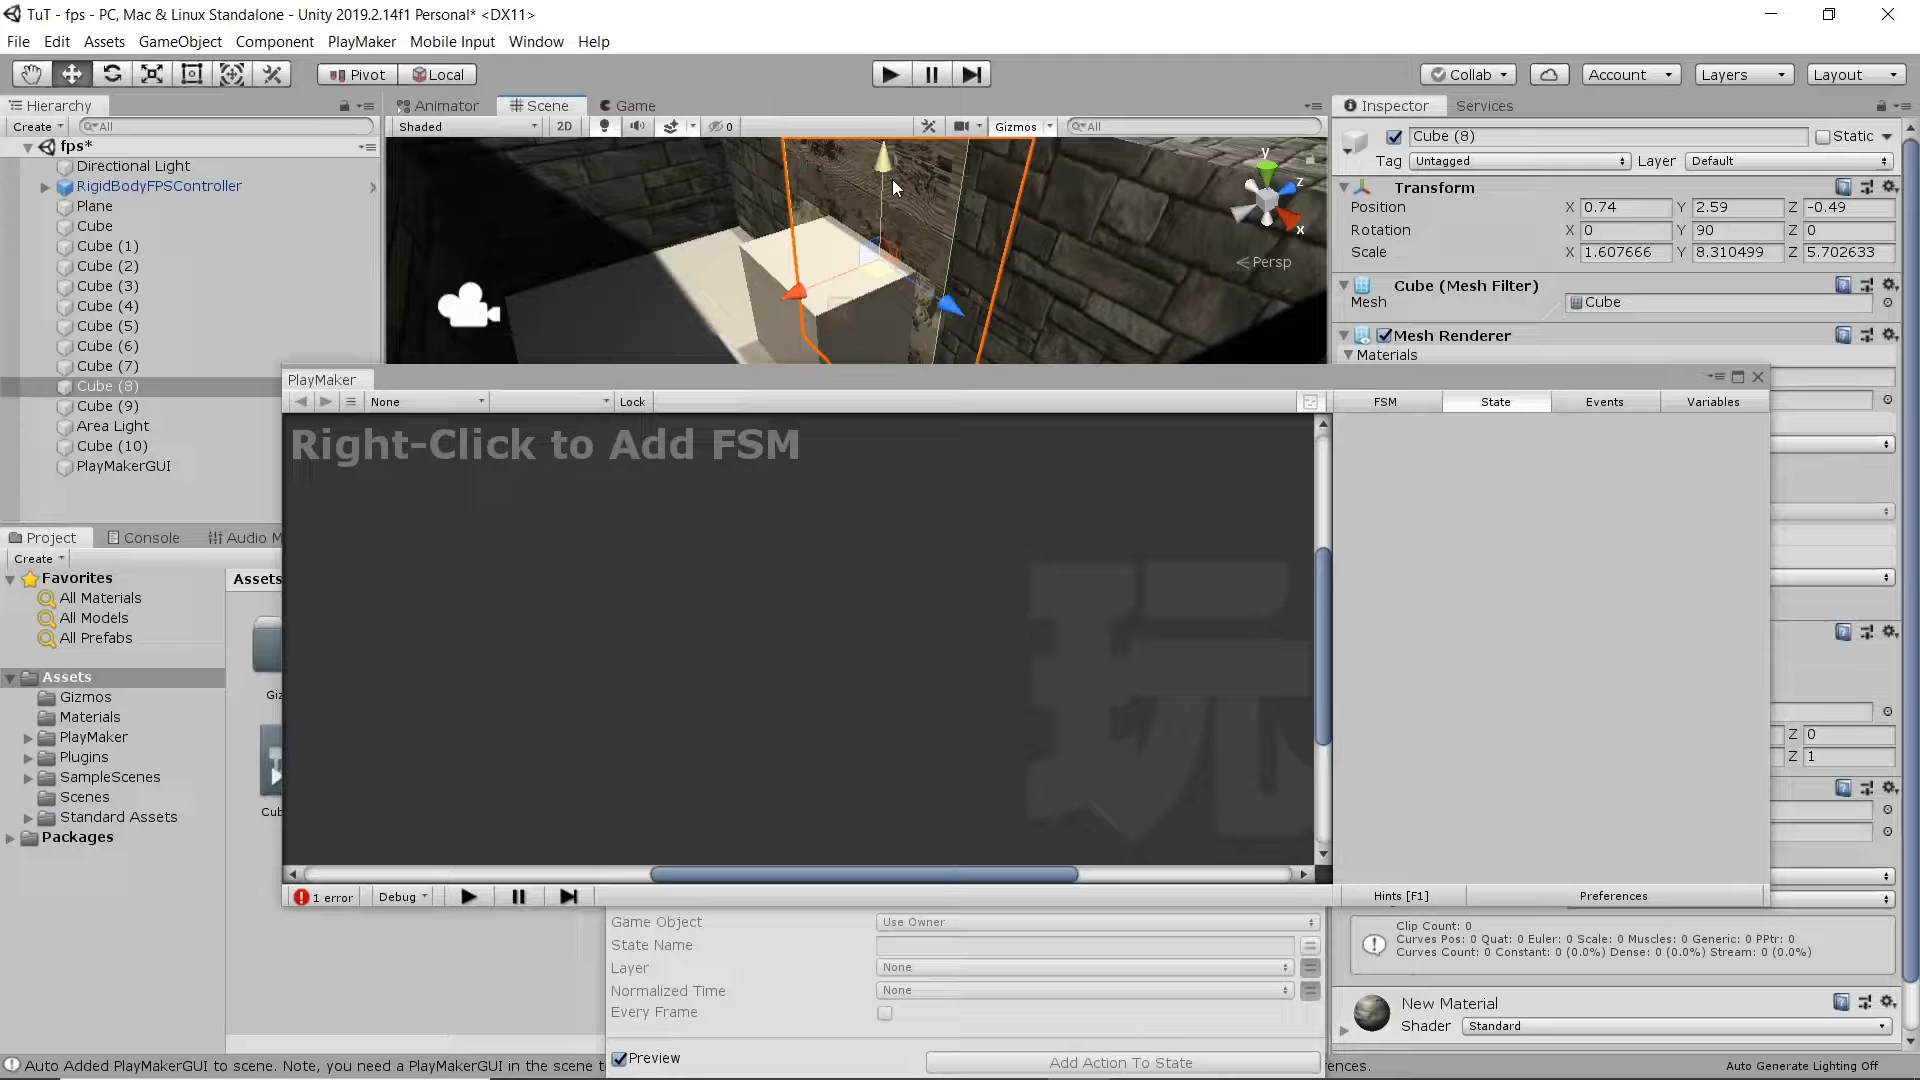 TuT - fps - PC, Mac & Linux Standalone - Unity 2019.2.14f1 Personal* <DX11>
File Edit Assets GameObject Component PlayMaker Mobile Input Window Help
Pivot Local Collab Account Layers Layout
Hierarchy
Create All
fps*
Directional Light
RigidBodyFPSController
Plane
Cube
Cube (1)
Cube (2)
Cube (3)
Cube (4)
Cube (5)
Cube (6)
Cube (7)
Cube (8)
Cube (9)
Area Light
Cube (10)
PlayMakerGUI
Animator Scene Game
Shaded 2D 0 Gizmos All
y
z
x
Persp
Inspector Services
Cube (8) Static
Tag Untagged Layer Default
Transform
Position X 0.74 Y 2.59 Z -0.49
Rotation X 0 Y 90 Z 0
Scale X 1.607666 Y 8.310499 Z 5.702633
Cube (Mesh Filter)
Mesh Cube
Mesh Renderer
Materials
PlayMaker
None Lock FSM State Events Variables
Right-Click to Add FSM
玩
1 error Debug Hints [F1] Preferences
Z 0
Z 1
Project Console Audio M
Create
Favorites
All Materials
All Models
All Prefabs
Assets
Gizmos
Materials
PlayMaker
Plugins
SampleScenes
Scenes
Standard Assets
Packages
Assets
Giz
Cub
Game Object Use Owner
State Name
Layer None
Normalized Time None
Every Frame
Preview Add Action To State
Clip Count: 0
Curves Pos: 0 Quat: 0 Euler: 0 Scale: 0 Muscles: 0 Generic: 0 PPtr: 0
Curves Count: 0 Constant: 0 (0.0%) Dense: 0 (0.0%) Stream: 0 (0.0%)
New Material
Shader Standard
Auto Added PlayMakerGUI to scene. Note, you need a PlayMakerGUI in the scene t
rences.
Auto Generate Lighting Off